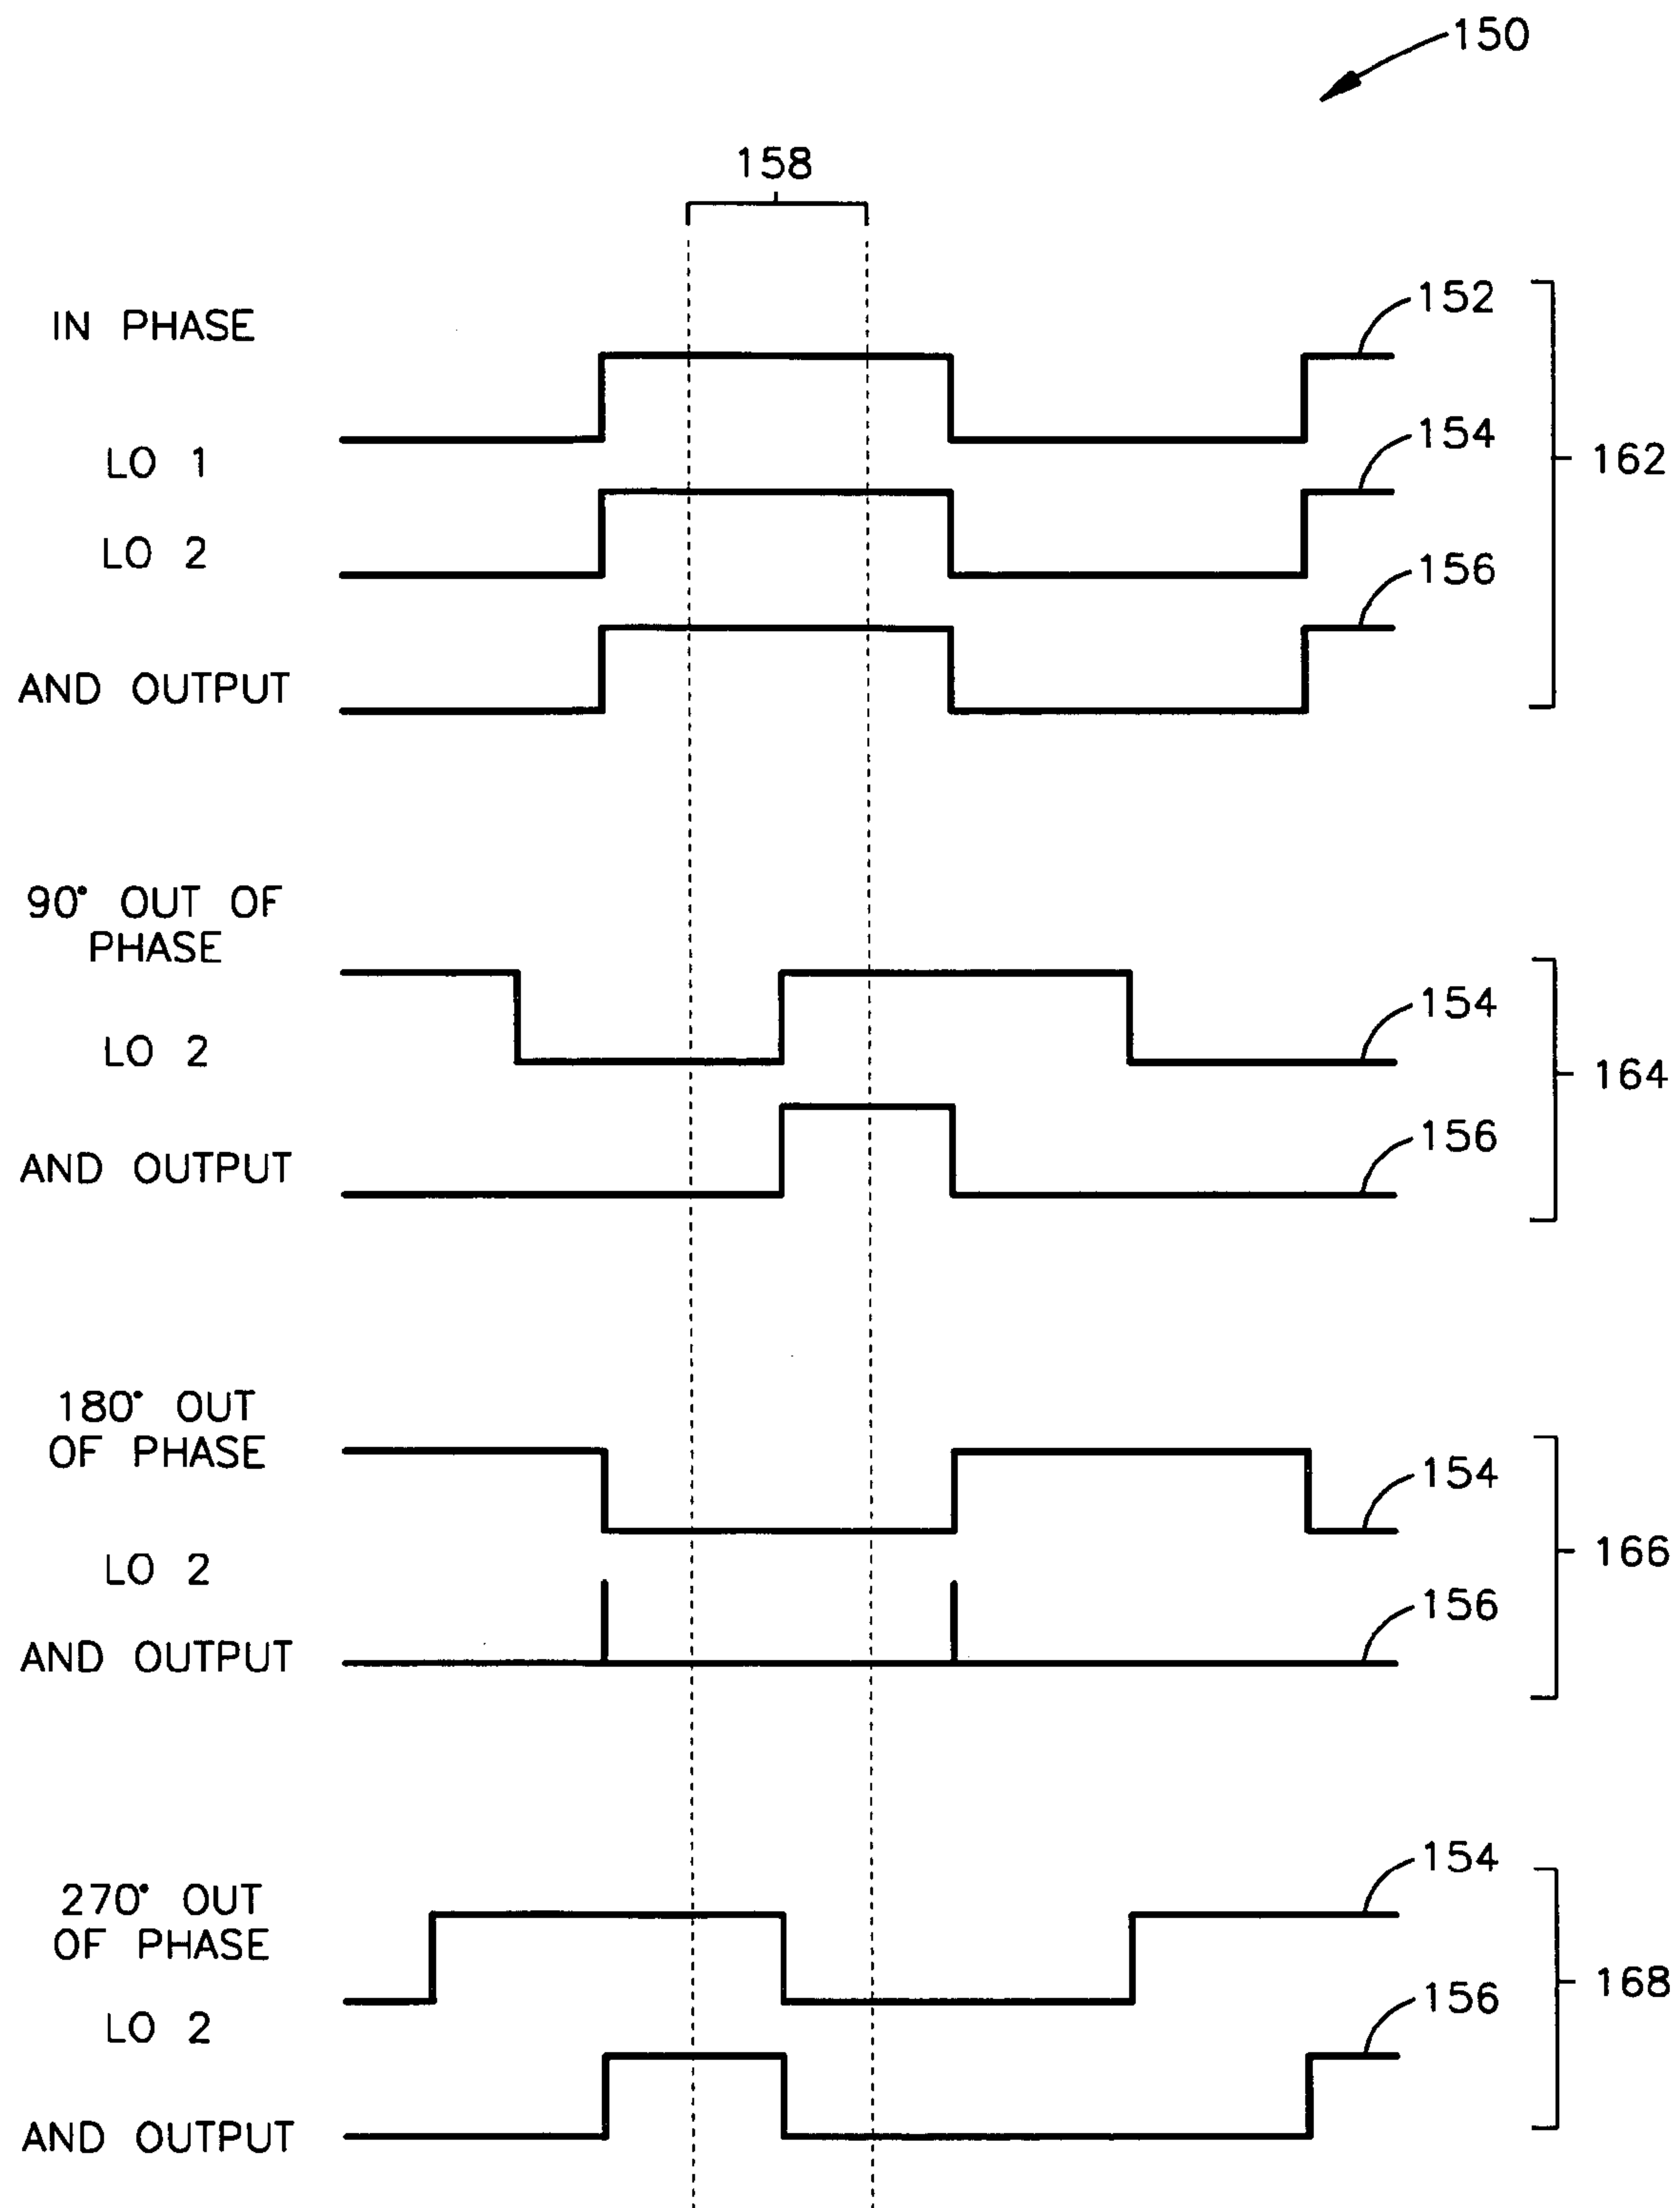 150
158
IN PHASE
152
LO 1
154
162
LO 2
156
AND OUTPUT
90° OUT OF
PHASE
154
LO 2
164
156
AND OUTPUT
180° OUT
OF PHASE
154
166
LO 2
156
AND OUTPUT
154
270° OUT
OF PHASE
168
156
LO 2
AND OUTPUT